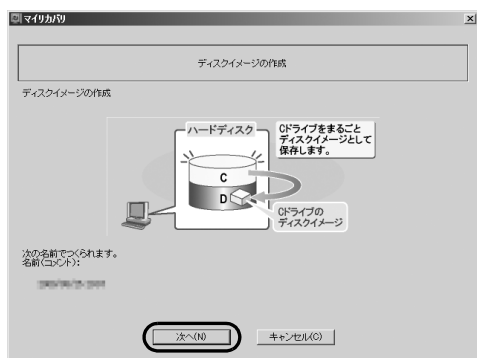 マイリカバリ
ディスクイメージの作成
ディスクイメージの作成
ハードディスク
Cドライブをまるごと
ディスクイメージとして
保存します。
C
D
Cドライブの
ディスクイメージ
次の名前でつくられます。
名前(コメント):
次へ(N)
キャンセル(C)